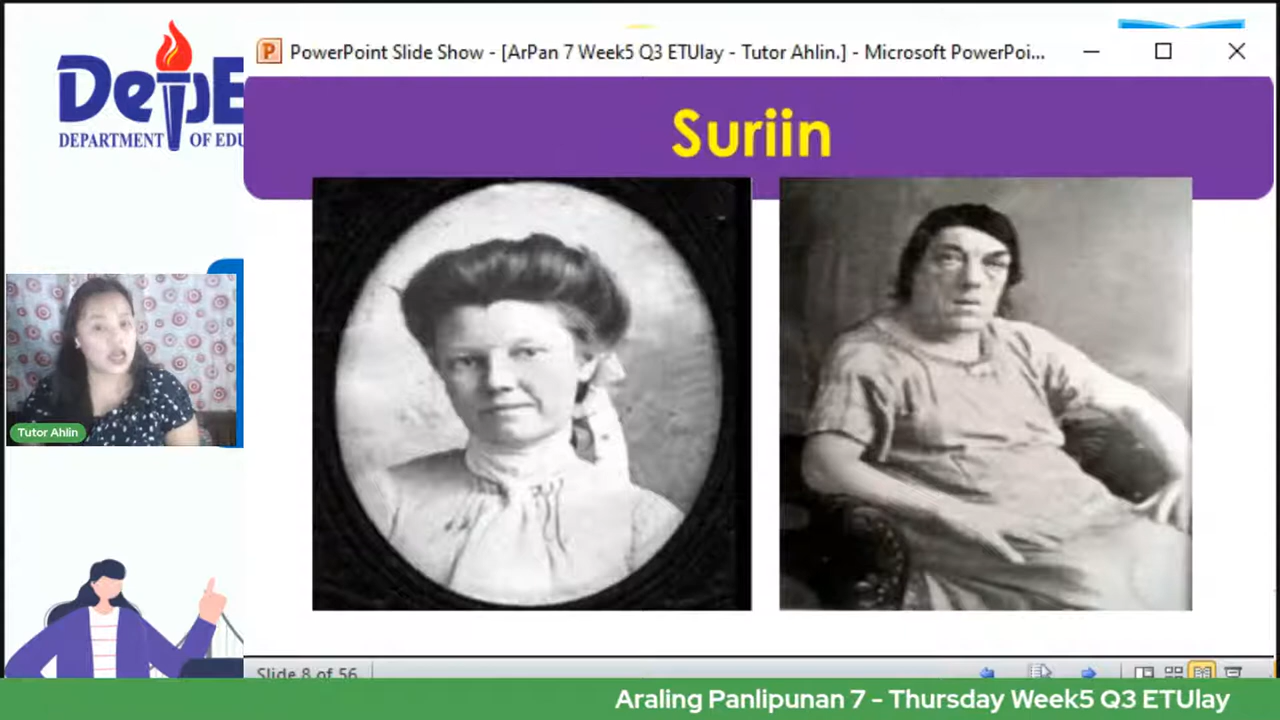 DepE
DEPARTMENT OF EDU
PowerPoint Slide Show - [ArPan 7 Week5 Q3 ETUlay - Tutor Ahlin.] - Microsoft PowerPoi...
Suriin
Tutor Ahlin
Slide 8 of 56
Araling Panlipunan 7 - Thursday Week5 Q3 ETUlay